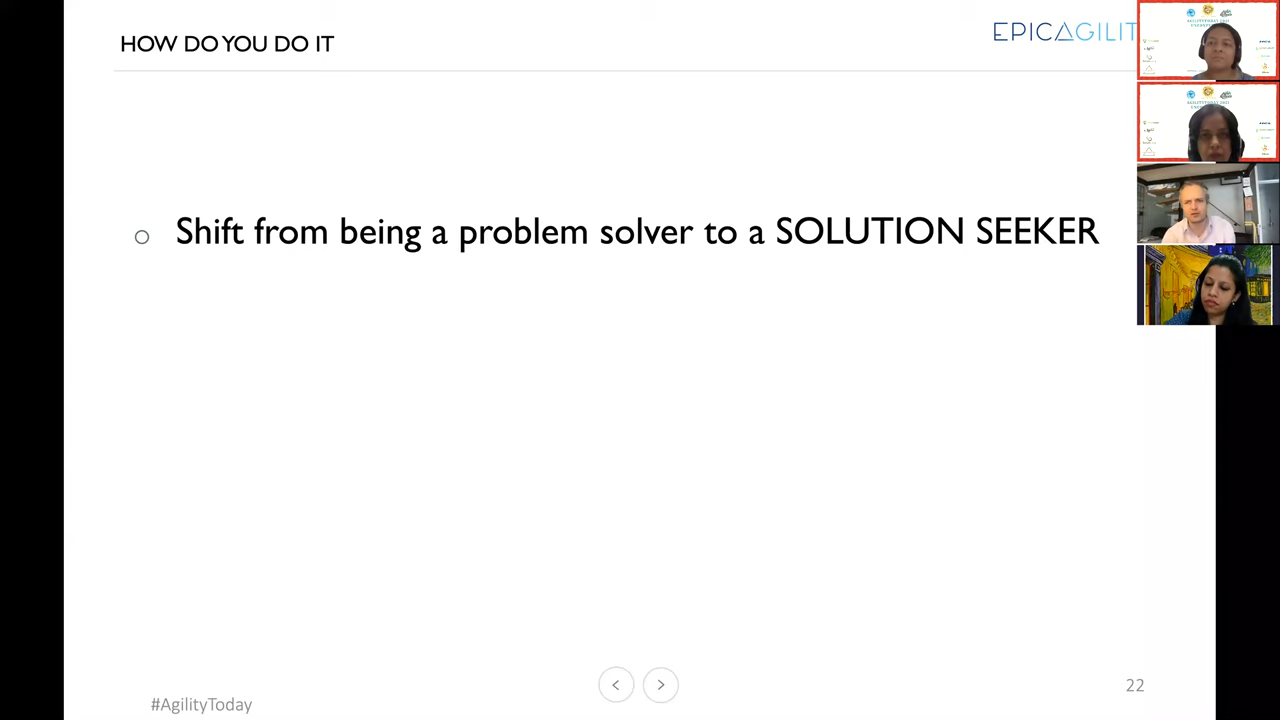 HOW DO YOU DO IT
EPICAGILIT
Shift from being a problem solver to a SOLUTION SEEKER
#AgilityToday
22